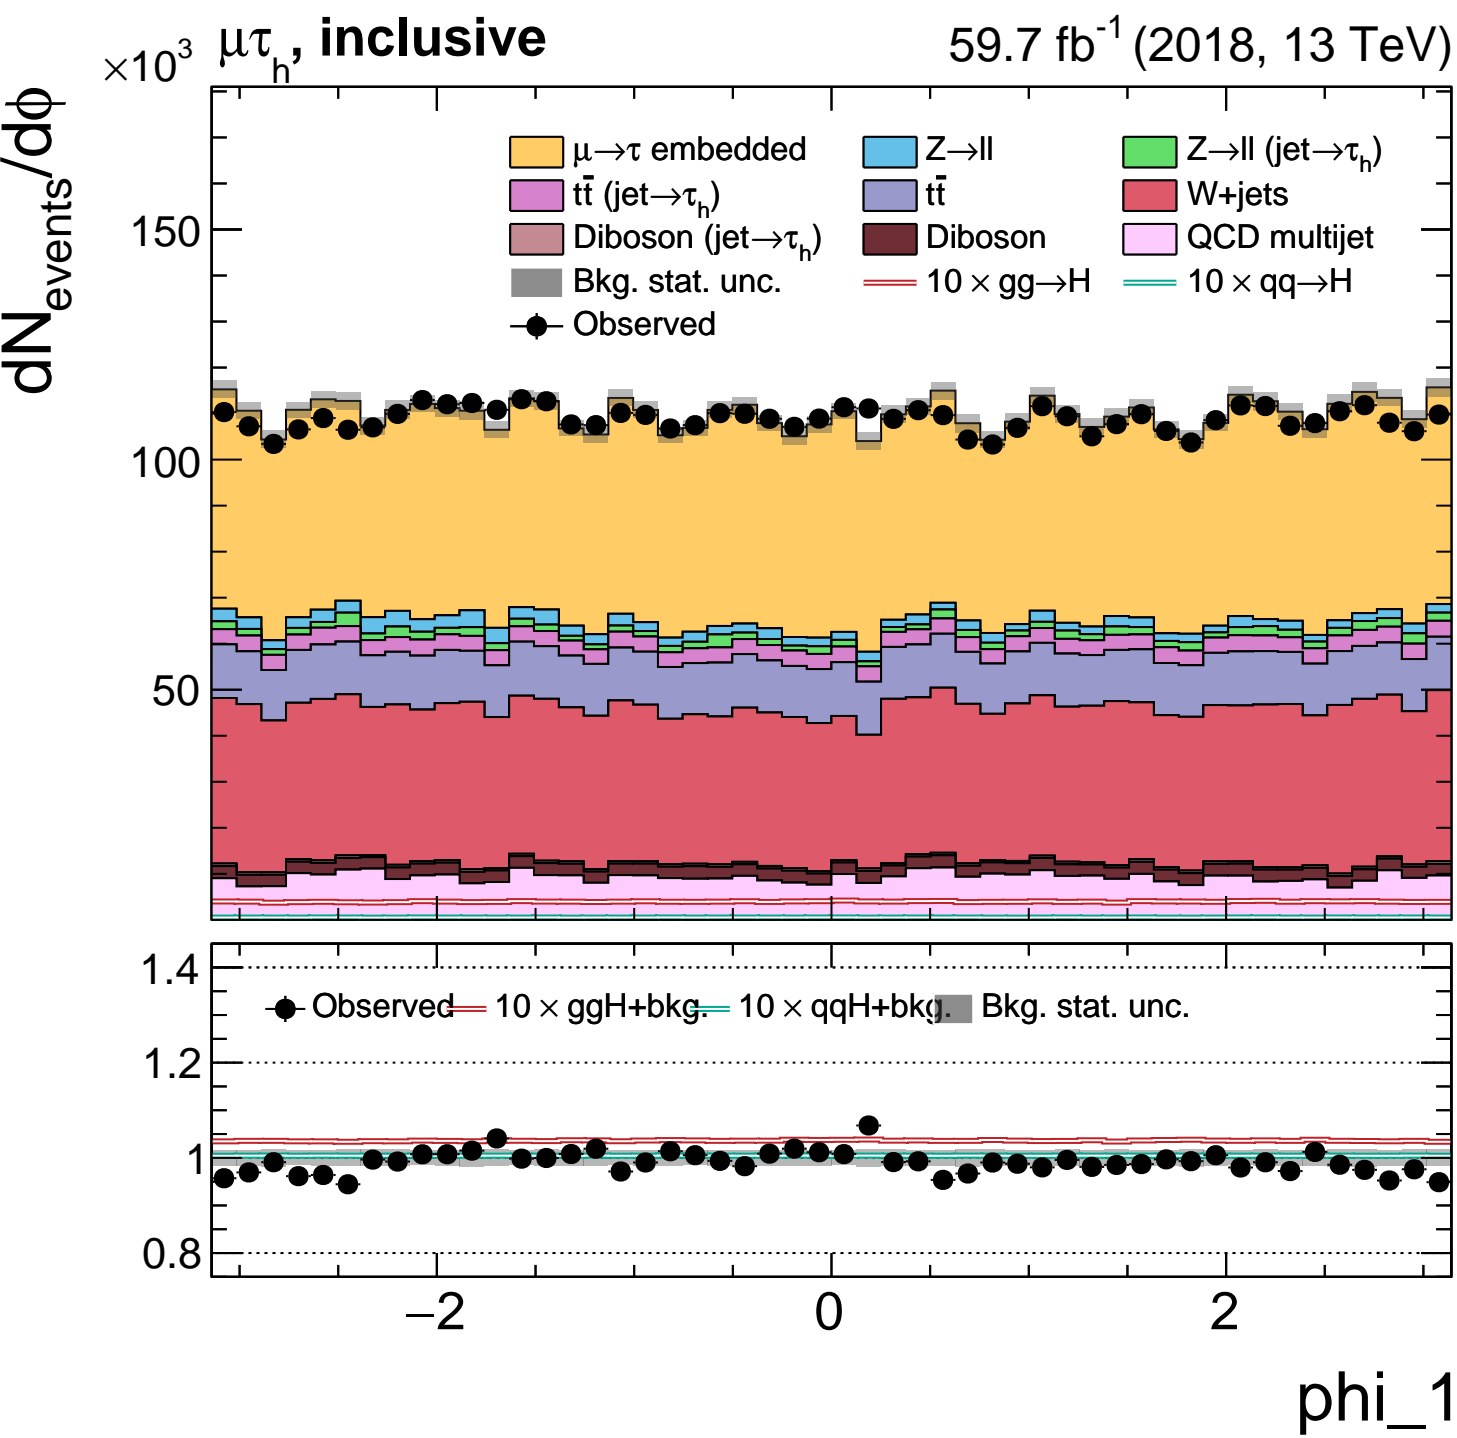 ×10³ μτₕ, inclusive 59.7 fb⁻¹ (2018, 13 TeV)
dN_events/dϕ
μ→τ embedded Z→ll Z→ll (jet→τₕ)
tt̄ (jet→τₕ) tt̄ W+jets
Diboson (jet→τₕ) Diboson QCD multijet
Bkg. stat. unc. 10 × gg→H 10 × qq→H
Observed
150
100
50
1.4
Observed 10 × ggH+bkg. 10 × qqH+bkg. Bkg. stat. unc.
1.2
1
0.8
−2 0 2
phi_1